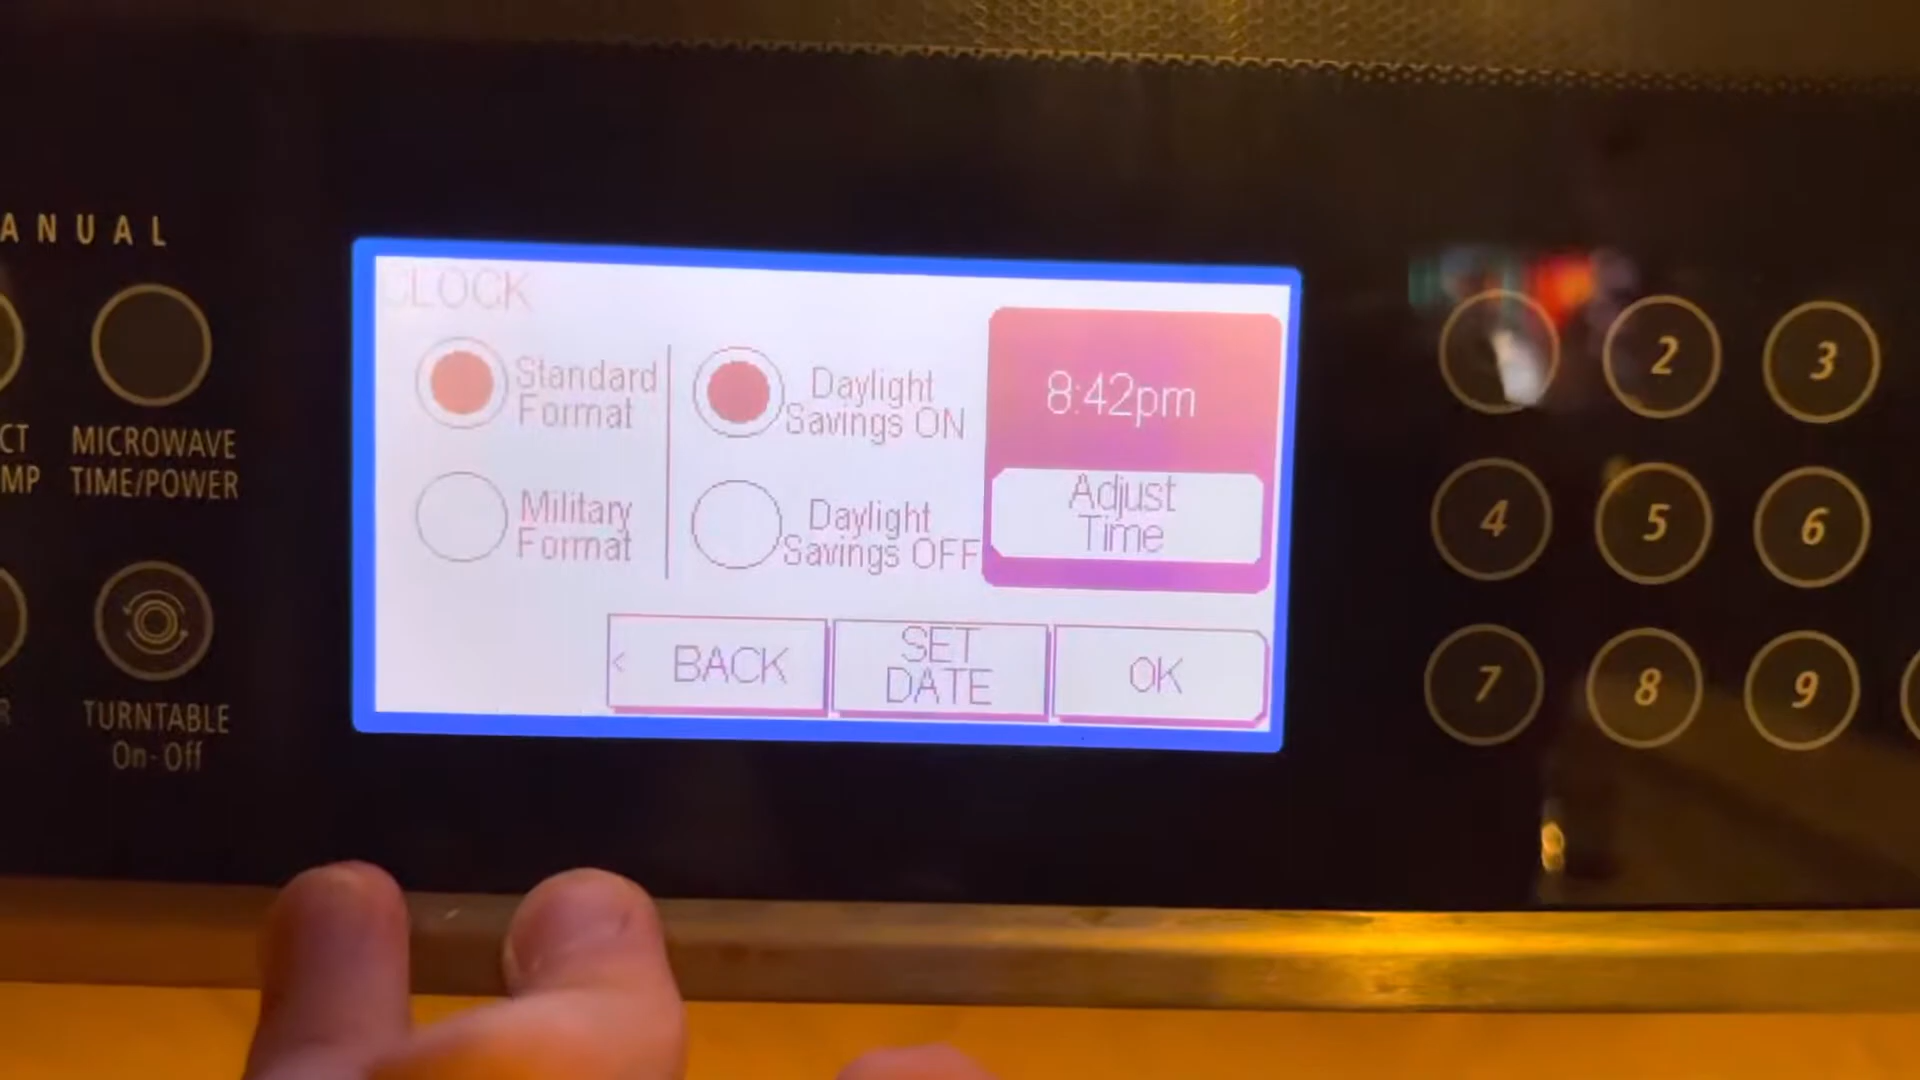 ANUAL
CT
MP
MICROWAVE
TIME/POWER
TURNTABLE
On-Off
CLOCK
Standard
Format
Military
Format
Daylight
Savings ON
Daylight
Savings OFF
8:42pm
Adjust
Time
< BACK
SET
DATE
OK
2
3
4
5
6
7
8
9